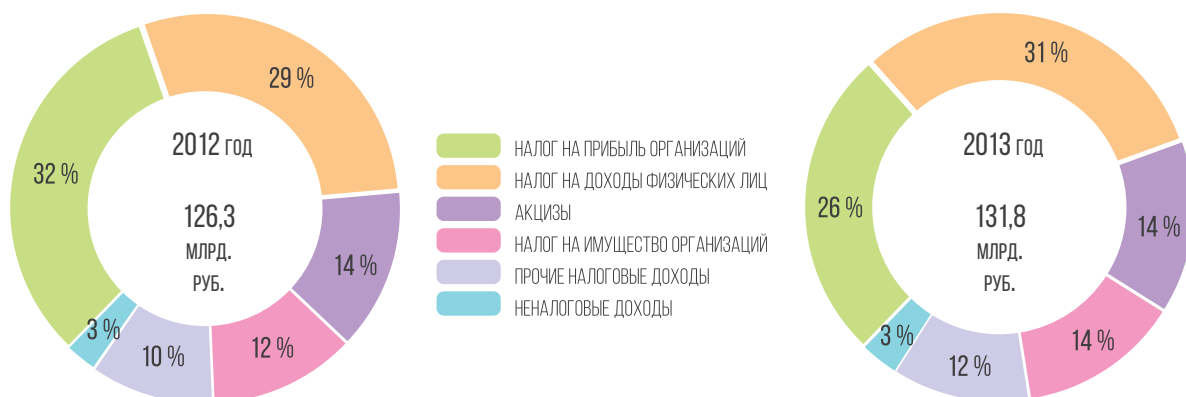 29 %
32 %
2012 ГОД
126,3
МЛРД.
РУБ.
14 %
3 %
12 %
10 %
НАЛОГ НА ПРИБЫЛЬ ОРГАНИЗАЦИЙ
НАЛОГ НА ДОХОДЫ ФИЗИЧЕСКИХ ЛИЦ
АКЦИЗЫ
НАЛОГ НА ИМУЩЕСТВО ОРГАНИЗАЦИЙ
ПРОЧИЕ НАЛОГОВЫЕ ДОХОДЫ
НЕНАЛОГОВЫЕ ДОХОДЫ
31 %
2013 ГОД
26 %
131,8
МЛРД.
РУБ.
14 %
3 %
14 %
12 %